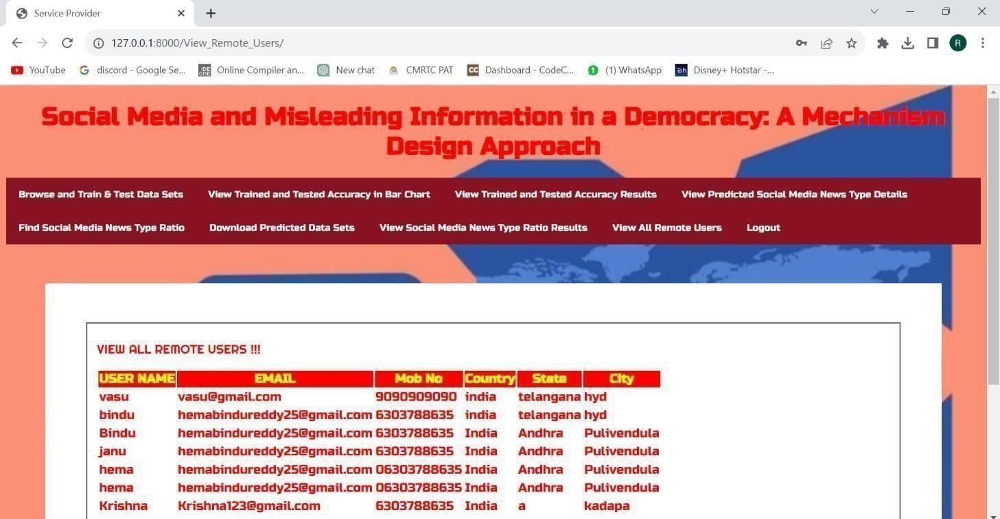 Service Provider
127.0.0.1:8000/View_Remote_Users/
R
YouTube discord - Google Se... Online Compiler an... New chat CMRTC PAT CC Dashboard - CodeC... 1 (1) WhatsApp Disney+ Hotstar -...
Social Media and Misleading Information in a Democracy: A Mechanism
Design Approach
Browse and Train & Test Data Sets View Trained and Tested Accuracy in Bar Chart View Trained and Tested Accuracy Results View Predicted Social Media News Type Details
Find Social Media News Type Ratio Download Predicted Data Sets View Social Media News Type Ratio Results View All Remote Users Logout
VIEW ALL REMOTE USERS !!!
USER NAME EMAIL Mob No Country State City
vasu vasu@gmail.com 9090909090 india telangana hyd
bindu hemabindureddy25@gmail.com 6303788635 india telangana hyd
Bindu hemabindureddy25@gmail.com 6303788635 India Andhra Pulivendula
janu hemabindureddy25@gmail.com 6303788635 India Andhra Pulivendula
hema hemabindureddy25@gmail.com 06303788635 India Andhra Pulivendula
hema hemabindureddy25@gmail.com 06303788635 India Andhra Pulivendula
Krishna Krishna123@gmail.com 6303788635 India a kadapa